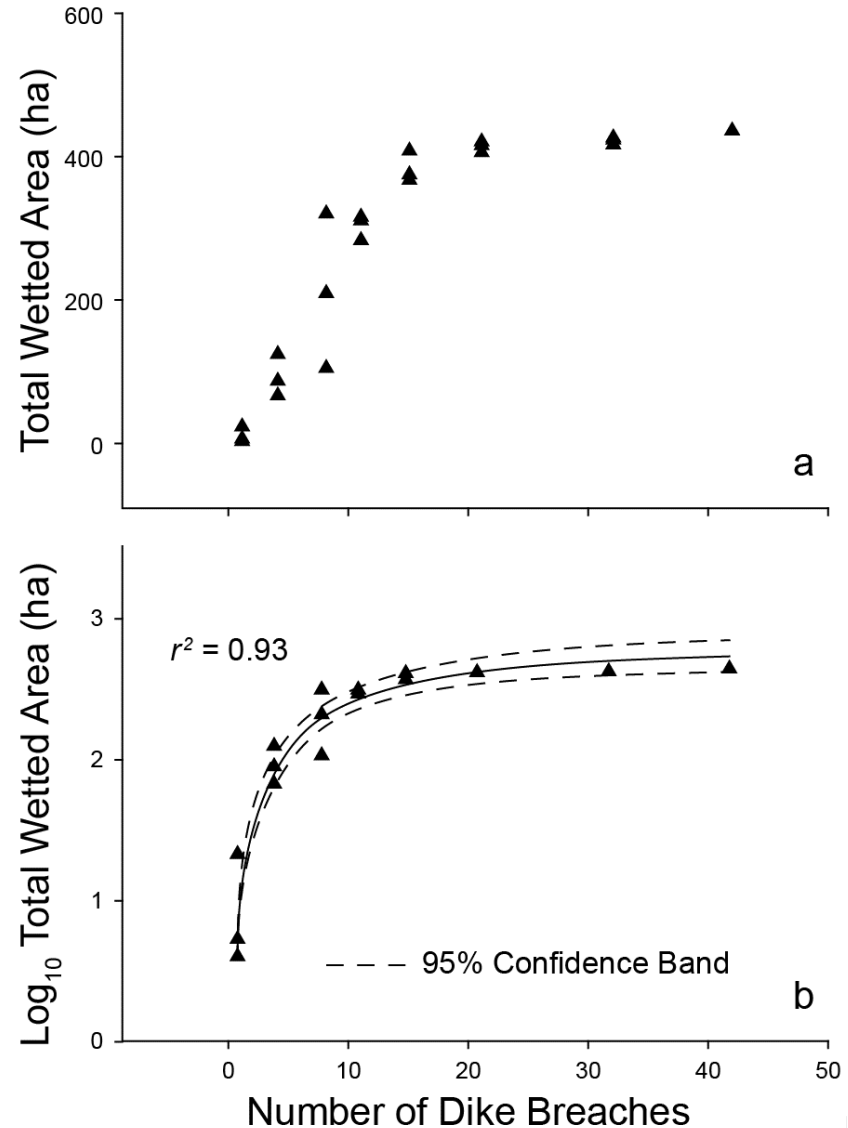 Total Wetted Area (ha)
600
400
200
0
a
Log10 Total Wetted Area (ha)
3
2
1
0
r2 = 0.93
95% Confidence Band
b
0 10 20 30 40 50
Number of Dike Breaches